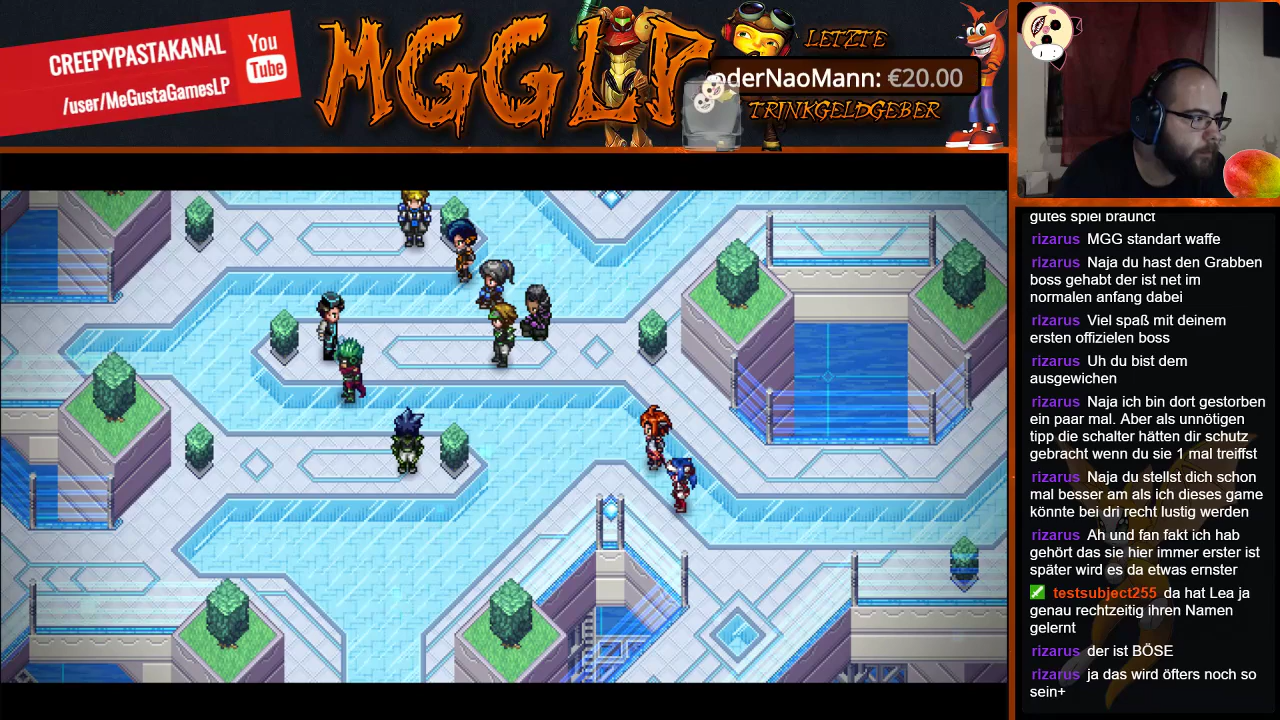 CREEPYPASTAKANAL
You
Tube
/user/MeGustaGamesLP
MGGLP
LETZTE
derNaoMann: €20.00
TRINKGELDGEBER
gutes spiel braunct
rizarus MGG standart waffe
rizarus Naja du hast den Grabben
boss gehabt der ist net im
normalen anfang dabei
rizarus Viel spaß mit deinem
ersten offizielen boss
rizarus Uh du bist dem
ausgewichen
rizarus Naja ich bin dort gestorben
ein paar mal. Aber als unnötigen
tipp die schalter hätten dir schutz
gebracht wenn du sie 1 mal treiffst
rizarus Naja du stellst dich schon
mal besser am als ich dieses game
könnte bei dri recht lustig werden
rizarus Ah und fan fakt ich hab
gehört das sie hier immer erster ist
später wird es da etwas ernster
testsubject255 da hat Lea ja
genau rechtzeitig ihren Namen
gelernt
rizarus der ist BÖSE
rizarus ja das wird öfters noch so
sein+